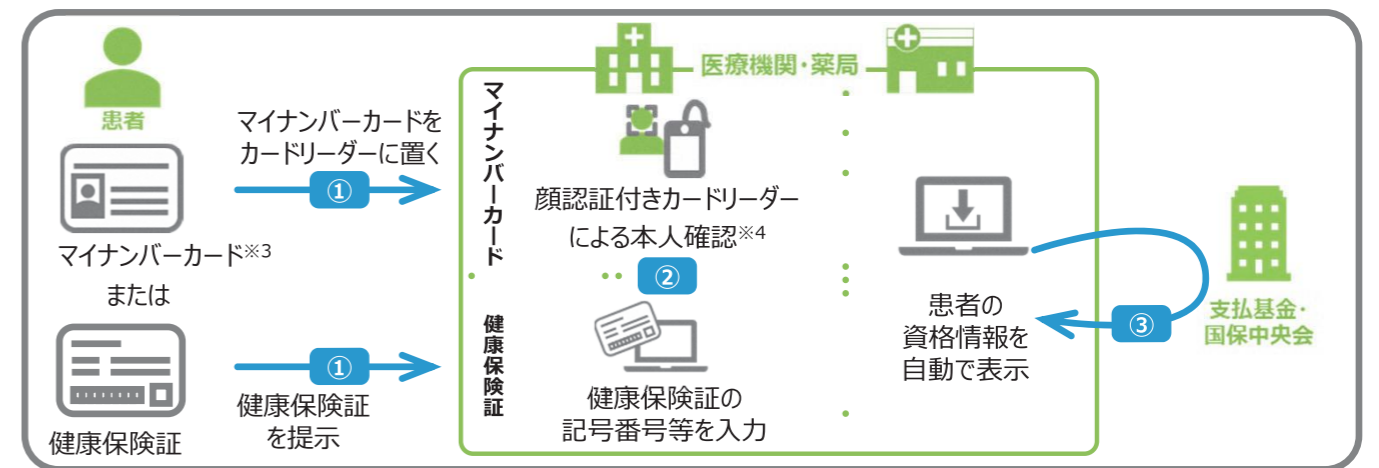 患者
マイナンバーカード※3
または
健康保険証
マイナンバーカードを
カードリーダーに置く
①
①
健康保険証
を提示
医療機関・薬局
マイナンバーカード
顔認証付きカードリーダー
による本人確認※4
②
健康保険証
健康保険証の
記号番号等を入力
患者の
資格情報を
自動で表示
③
支払基金・
国保中央会